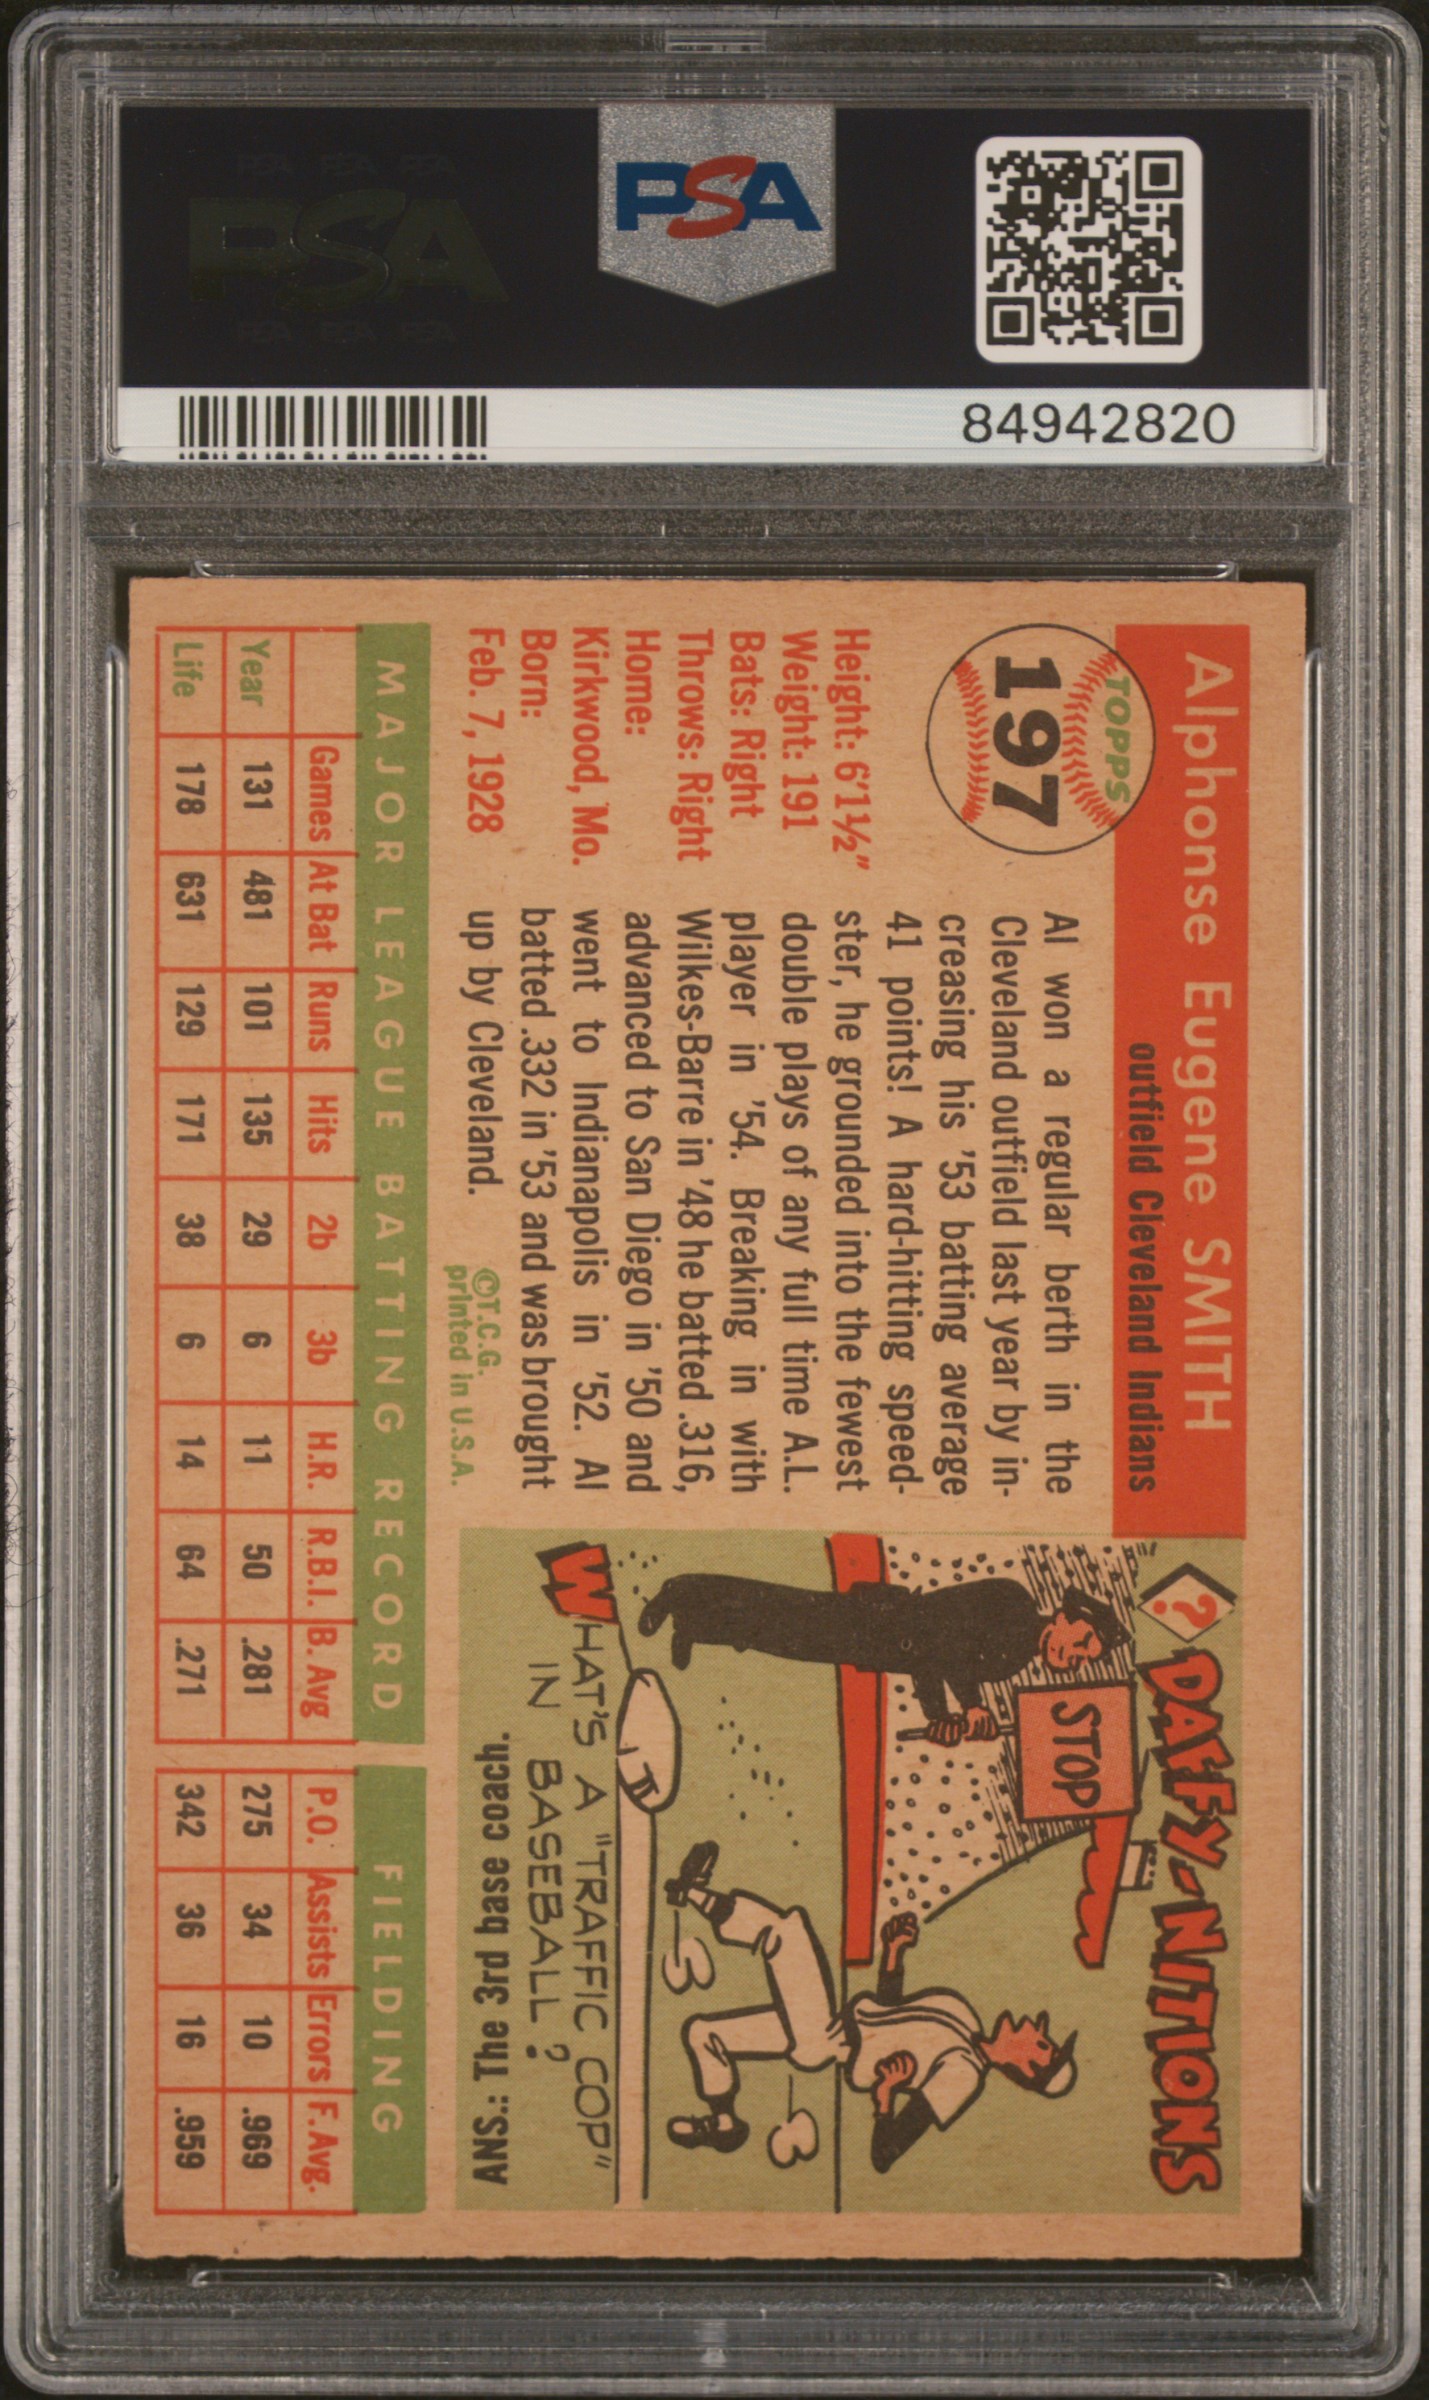 PSA PSA PSA
PSA
PSA PSA PSA
PSA
84942820
Alphonse Eugene SMITH
outfield Cleveland Indians
TOPPS
197
Height: 6'1½"
Weight: 191
Bats: Right
Throws: Right
Home:
Kirkwood, Mo.
Born:
Feb. 7, 1928
Al won a regular berth in the
Cleveland outfield last year by in-
creasing his '53 batting average
41 points! A hard-hitting speed-
ster, he grounded into the fewest
double plays of any full time A.L.
player in '54. Breaking in with
Wilkes-Barre in '48 he batted .316,
advanced to San Diego in '50 and
went to Indianapolis in '52. Al
batted .332 in '53 and was brought
up by Cleveland.
©T.C.G.
printed in U.S.A.
? DAFFY-NITIONS
STOP
WHAT'S A "TRAFFIC COP"
IN BASEBALL?
ANS.: The 3rd base coach.
MAJOR LEAGUE BATTING RECORD FIELDING
Games At Bat Runs Hits 2b 3b H.R. R.B.I. B. Avg P.O. Assists Errors F. Avg.
Year 131 481 101 135 29 6 11 50 .281 275 34 10 .969
Life 178 631 129 171 38 6 14 64 .271 342 36 16 .959